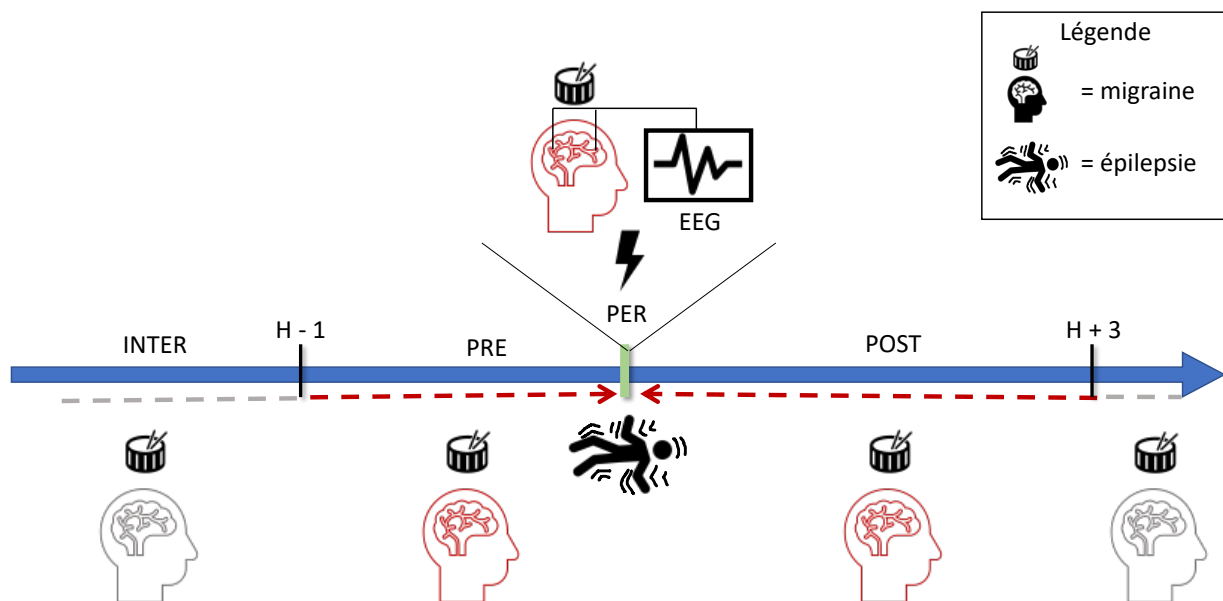 Légende
= migraine
= épilepsie
EEG
PER
INTER
H - 1
PRE
POST
H + 3